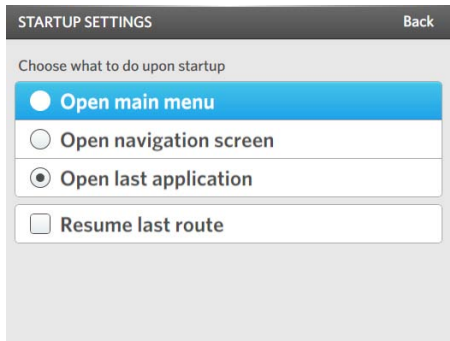 STARTUP SETTINGS Back
Choose what to do upon startup
Open main menu
Open navigation screen
Open last application
Resume last route